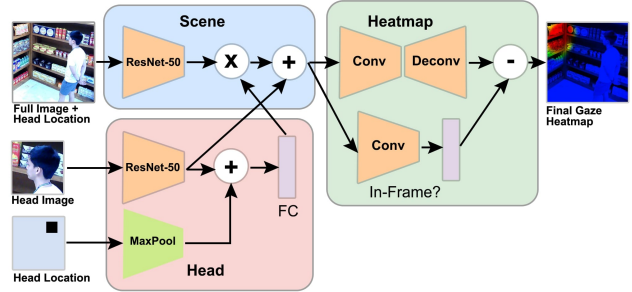 Scene
Heatmap
ResNet-50
x
+
Conv
Deconv
-
Full Image +
Head Location
Final Gaze
Heatmap
ResNet-50
+
Conv
In-Frame?
Head Image
FC
MaxPool
Head
Head Location